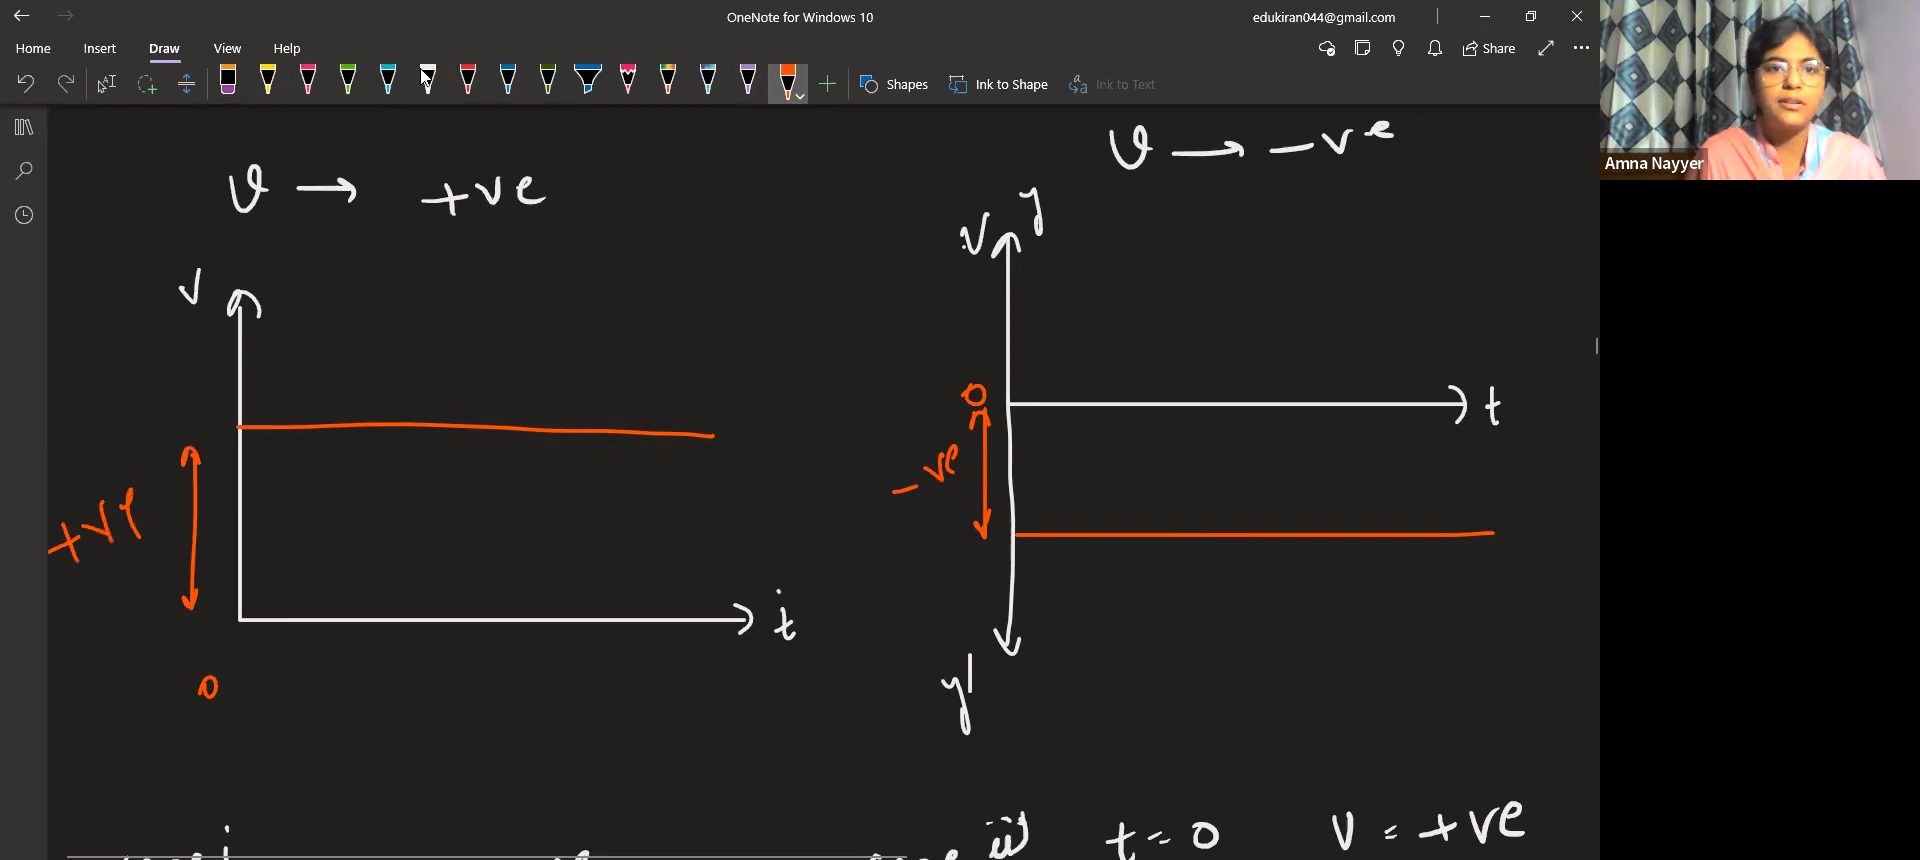 OneNote for Windows 10
edukiran044@gmail.com
Home Insert Draw View Help
Share
Shapes
Ink to Shape
Ink to Text
Amna Nayyer
v → +ve
v → -ve
V
t
+ve
0
V
y
0
t
-ve
y'
iii)
t = 0
V = +ve